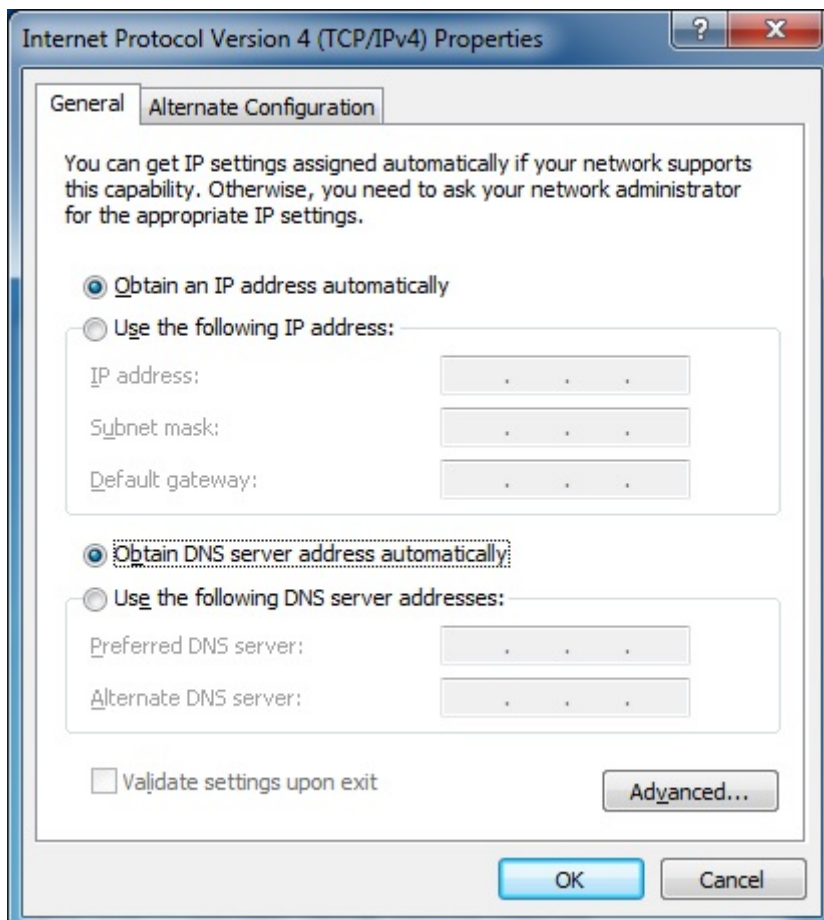 Internet Protocol Version 4 (TCP/IPv4) Properties
?
General
Alternate Configuration
You can get IP settings assigned automatically if your network supports
this capability. Otherwise, you need to ask your network administrator
for the appropriate IP settings.
Obtain an IP address automatically
Use the following IP address:
IP address:
. . .
Subnet mask:
. . .
Default gateway:
. . .
Obtain DNS server address automatically
Use the following DNS server addresses:
Preferred DNS server:
. . .
Alternate DNS server:
. . .
Validate settings upon exit
Advanced...
OK
Cancel